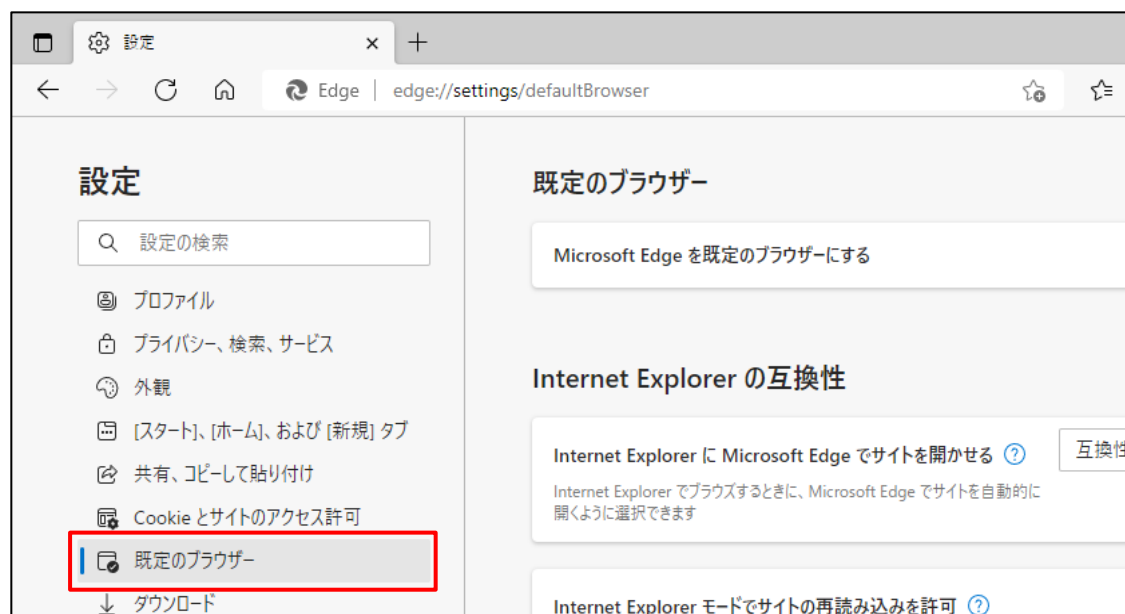 設定
Edge | edge://settings/defaultBrowser
設定
設定の検索
プロファイル
プライバシー、検索、サービス
外観
[スタート]、[ホーム]、および [新規] タブ
共有、コピーして貼り付け
Cookie とサイトのアクセス許可
既定のブラウザー
ダウンロード
既定のブラウザー
Microsoft Edge を既定のブラウザーにする
Internet Explorer の互換性
Internet Explorer に Microsoft Edge でサイトを開かせる
互換性
Internet Explorer でブラウズするときに、Microsoft Edge でサイトを自動的に
開くように選択できます
Internet Explorer モードでサイトの再読み込みを許可